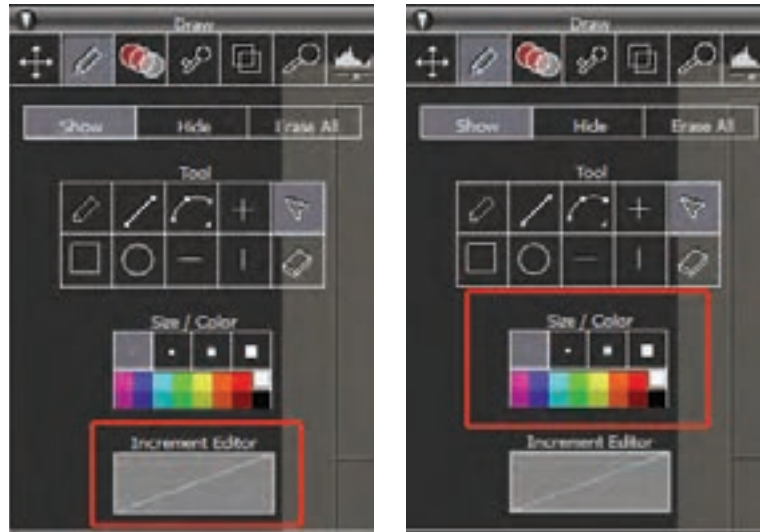 Draw
Show Hide Erase All
Tool
Size / Color
Increment Editor
Draw
Show Hide Erase All
Tool
Size / Color
Increment Editor